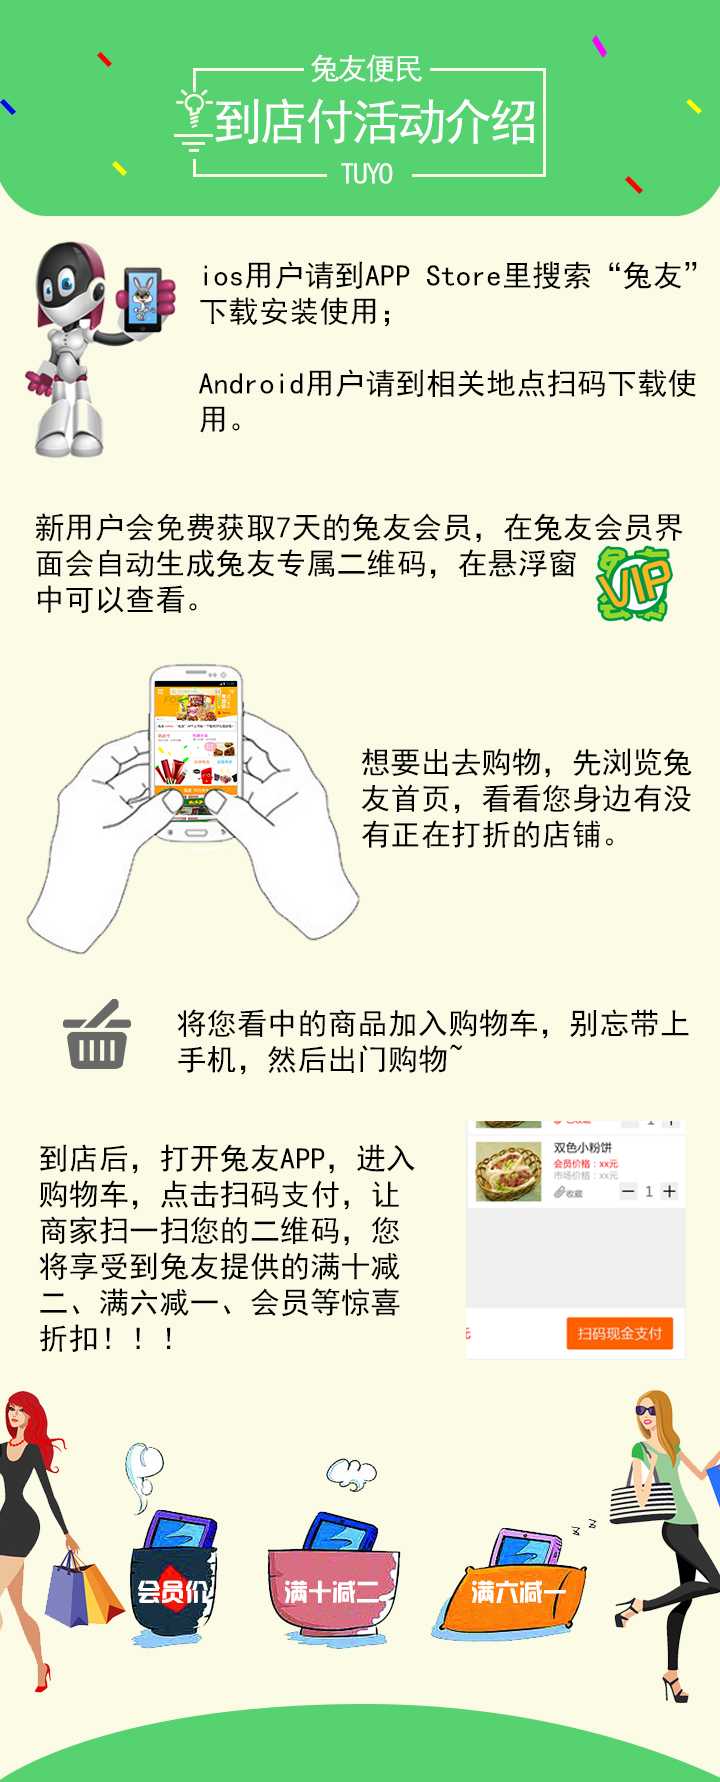 兔友便民
到店付活动介绍
TUYO
ios用户请到APP Store里搜索“兔友”
下载安装使用；
Android用户请到相关地点扫码下载使
用。
新用户会免费获取7天的兔友会员，在兔友会员界
面会自动生成兔友专属二维码，在悬浮窗
中可以查看。
VIP
想要出去购物，先浏览兔
友首页，看看您身边有没
有正在打折的店铺。
将您看中的商品加入购物车，别忘带上
手机，然后出门购物~
到店后，打开兔友APP，进入
购物车，点击扫码支付，让
商家扫一扫您的二维码，您
将享受到兔友提供的满十减
二、满六减一、会员等惊喜
折扣！！！
双色小粉饼
会员价格：xx元
市场价格：xx元
收藏
1
扫码现金支付
会员价
满十减二
满六减一